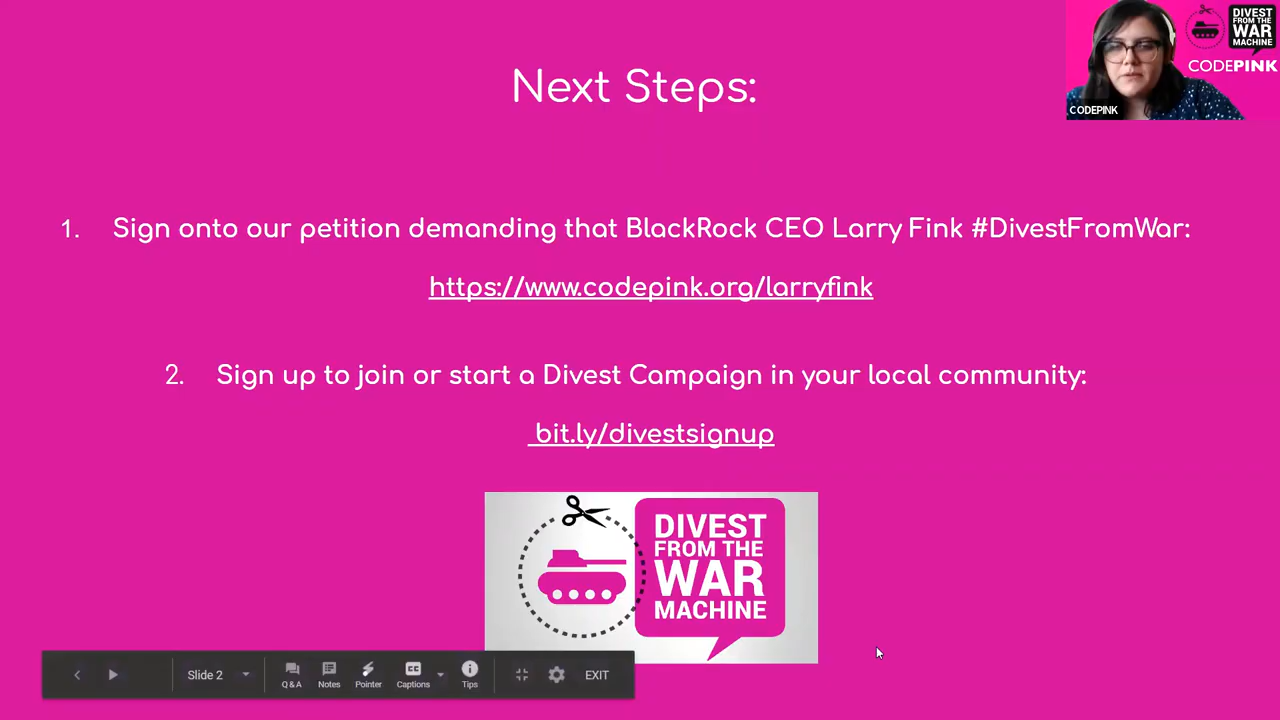 Next Steps:
DIVEST
FROM THE
WAR
MACHINE
CODEPINK
CODEPINK
1. Sign onto our petition demanding that BlackRock CEO Larry Fink #DivestFromWar:
https://www.codepink.org/larryfink
2. Sign up to join or start a Divest Campaign in your local community:
bit.ly/divestsignup
DIVEST
FROM THE
WAR
MACHINE
Slide 2 Q&A Notes Pointer CC Captions Tips EXIT